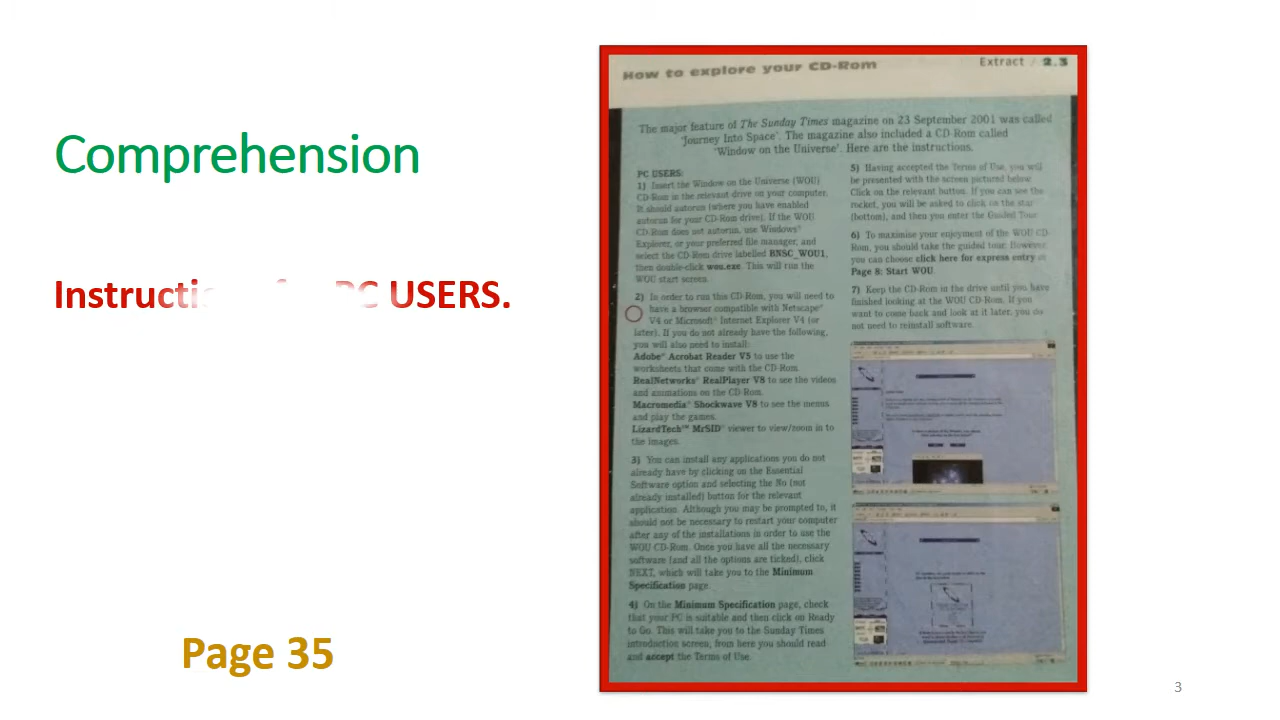 Comprehension
Instructi PC USERS.
Page 35
How to explore your CD-Rom
Extract / 2.3
The major feature of The Sunday Times magazine on 23 September 2001 was called
'Journey Into Space'. The magazine also included a CD-Rom called
'Window on the Universe'. Here are the instructions.
PC USERS:
1) Insert the Window on the Universe (WOU)
CD-Rom in the relevant drive on your computer.
It should autorun (where you have enabled
autorun for your CD-Rom drive). If the WOU
CD-Rom does not autorun, use Windows®
Explorer, or your preferred file manager, and
select the CD-Rom drive labelled BNSC_WOU1,
then double-click wou.exe. This will run the
WOU start screen.
2) In order to run this CD-Rom, you will need to
have a browser compatible with Netscape®
V4 or Microsoft® Internet Explorer V4 (or
later). If you do not already have the following,
you will also need to install:
Adobe® Acrobat Reader V5 to use the
worksheets that come with the CD-Rom.
RealNetworks® RealPlayer V8 to see the videos
and animations on the CD-Rom.
Macromedia® Shockwave V8 to see the menus
and play the games.
LizardTech™ MrSID® viewer to view/zoom in to
the images.
3) You can install any applications you do not
already have by clicking on the Essential
Software option and selecting the No (not
already installed) button for the relevant
application. Although you may be prompted to, it
should not be necessary to restart your computer
after any of the installations in order to use the
WOU CD-Rom. Once you have all the necessary
software (and all the options are ticked), click
NEXT, which will take you to the Minimum
Specification page.
4) On the Minimum Specification page, check
that your PC is suitable and then click on Ready
to Go. This will take you to the Sunday Times
introduction screen; from here you should read
and accept the Terms of Use.
5) Having accepted the Terms of Use, you will
be presented with the screen pictured below.
Click on the relevant button. If you can see the
rocket, you will be asked to click on the star
(bottom), and then you enter the Guided Tour.
6) To maximise your enjoyment of the WOU CD-
Rom, you should take the guided tour. However,
you can choose click here for express entry or
Page 8: Start WOU.
7) Keep the CD-Rom in the drive until you have
finished looking at the WOU CD-Rom. If you
want to come back and look at it later, you do
not need to reinstall software.
3